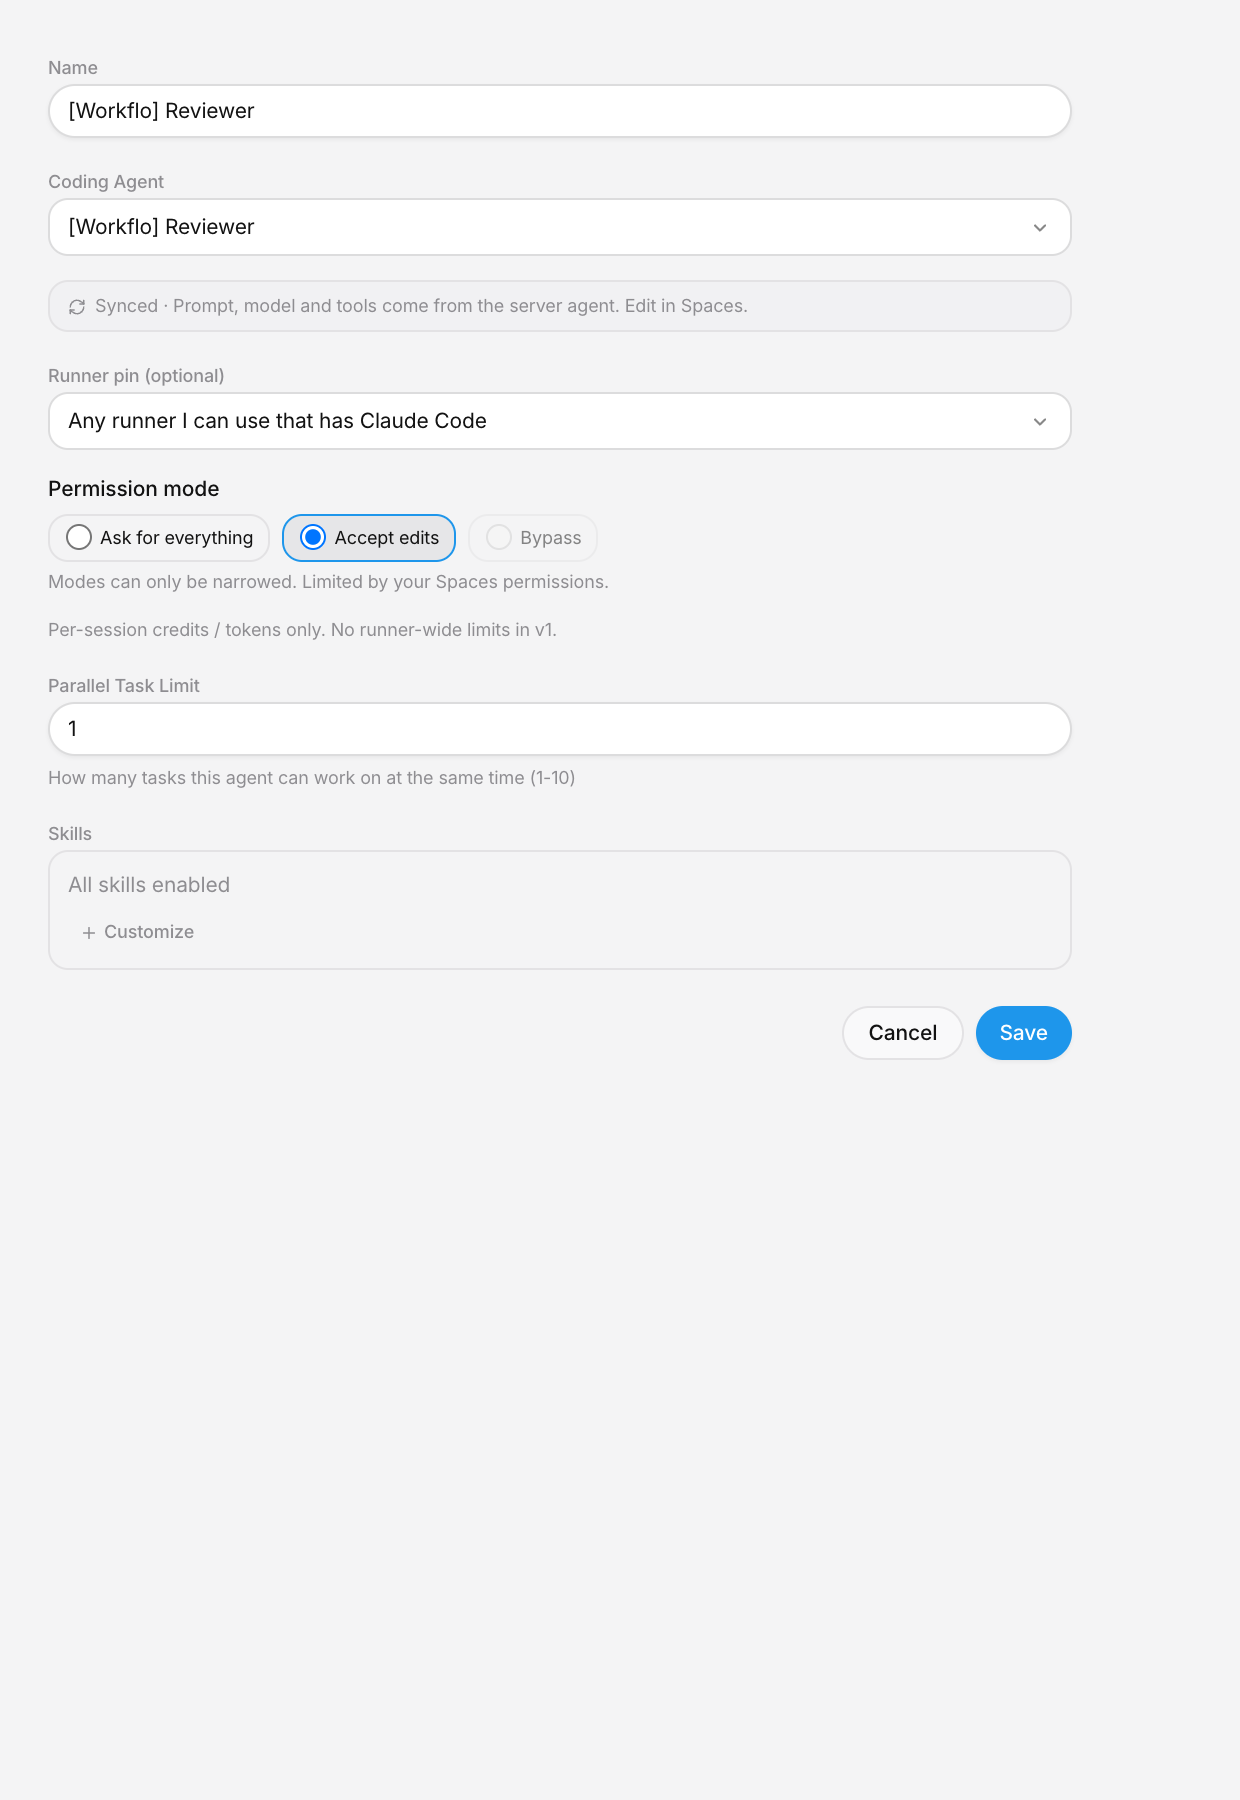 Name
[Workflo] Reviewer
Coding Agent
[Workflo] Reviewer
Synced · Prompt, model and tools come from the server agent. Edit in Spaces.
Runner pin (optional)
Any runner I can use that has Claude Code
Permission mode
Ask for everything
Accept edits
Bypass
Modes can only be narrowed. Limited by your Spaces permissions.
Per-session credits / tokens only. No runner-wide limits in v1.
Parallel Task Limit
1
How many tasks this agent can work on at the same time (1-10)
Skills
All skills enabled
+ Customize
Cancel
Save